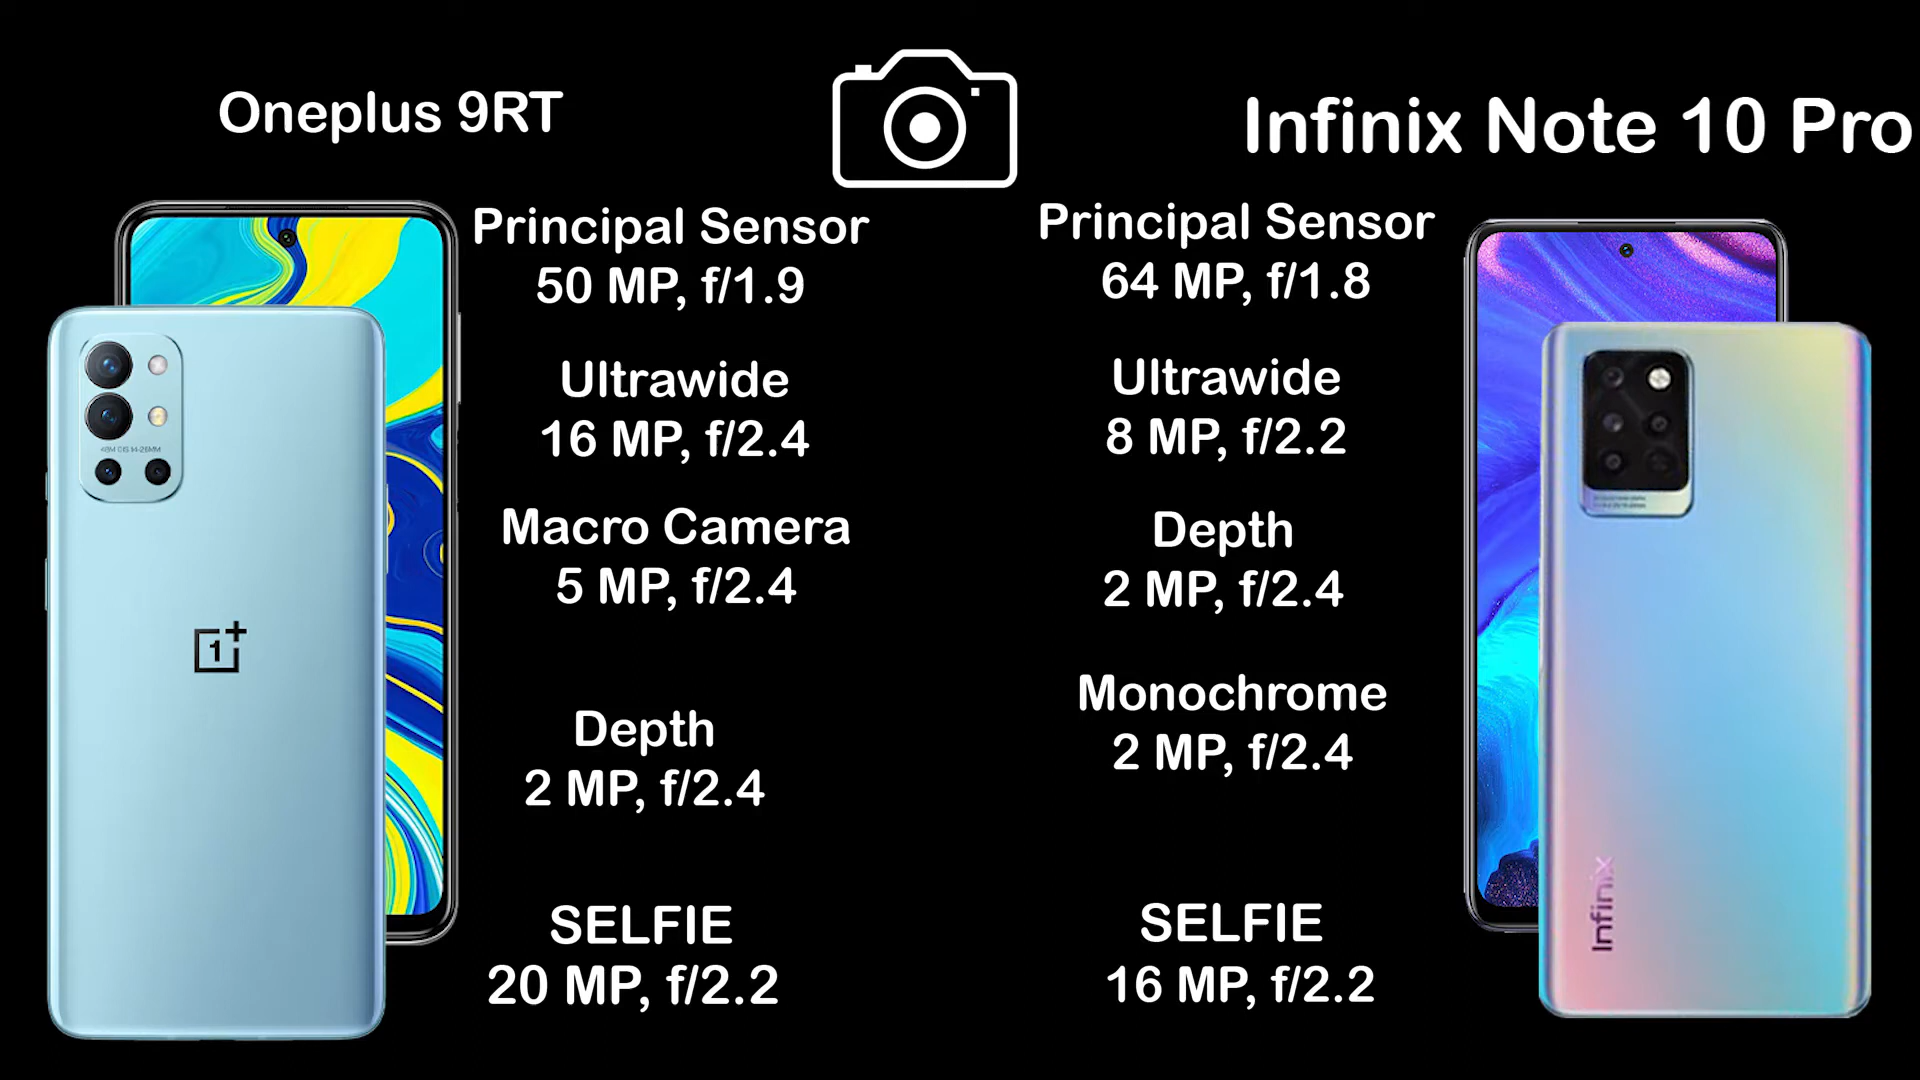 Oneplus 9RT
Infinix Note 10 Pro
Principal Sensor
50 MP, f/1.9
Ultrawide
16 MP, f/2.4
Macro Camera
5 MP, f/2.4
Depth
2 MP, f/2.4
SELFIE
20 MP, f/2.2
Principal Sensor
64 MP, f/1.8
Ultrawide
8 MP, f/2.2
Depth
2 MP, f/2.4
Monochrome
2 MP, f/2.4
SELFIE
16 MP, f/2.2
1+
Infinix